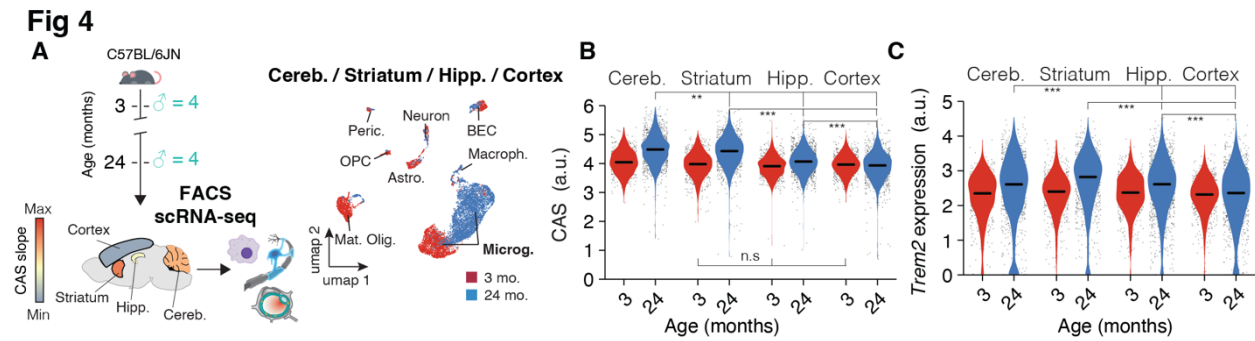 Fig 4
A
C57BL/6JN
Age (months)
3
♂ = 4
24
♂ = 4
FACS
scRNA-seq
Max
CAS slope
Min
Cortex
Striatum
Hipp.
Cereb.
Cereb. / Striatum / Hipp. / Cortex
Neuron
Peric.
BEC
OPC
Macroph.
Astro.
Mat. Olig.
Microg.
umap 2
umap 1
3 mo.
24 mo.
B
Cereb. Striatum Hipp. Cortex
**
***
***
CAS (a.u.)
6
5
4
3
2
1
0
n.s
3 24 3 24 3 24 3 24
Age (months)
C
Cereb. Striatum Hipp. Cortex
***
***
***
Trem2 expression (a.u.)
5
4
3
2
1
0
3 24 3 24 3 24 3 24
Age (months)